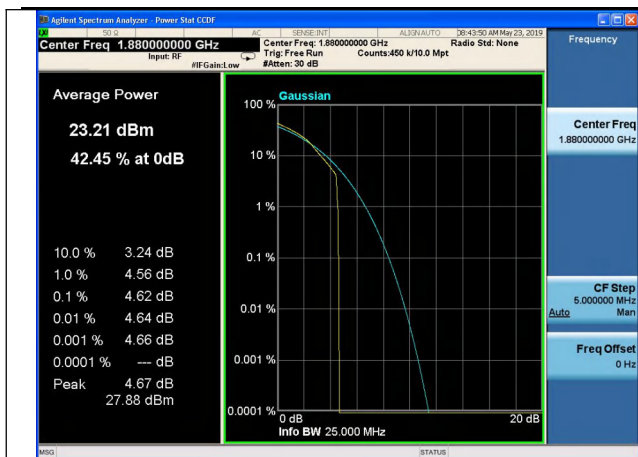 Agilent Spectrum Analyzer - Power Stat CCDF
50 Ω AC SENSE:INT ALIGN AUTO 08:43:50 AM May 23, 2019
Center Freq 1.880000000 GHz
Input: RF
#IFGain:Low
Center Freq: 1.880000000 GHz
Trig: Free Run Counts:450 k/10.0 Mpt
#Atten: 30 dB
Radio Std: None
Frequency
Average Power
23.21 dBm
42.45 % at 0dB
10.0 % 3.24 dB
1.0 % 4.56 dB
0.1 % 4.62 dB
0.01 % 4.64 dB
0.001 % 4.66 dB
0.0001 % --- dB
Peak 4.67 dB
27.88 dBm
Gaussian
100 %
10 %
1 %
0.1 %
0.01 %
0.001 %
0.0001 %
0 dB 20 dB
Info BW 25.000 MHz
Center Freq
1.880000000 GHz
CF Step
5.000000 MHz
Auto Man
Freq Offset
0 Hz
MSG STATUS